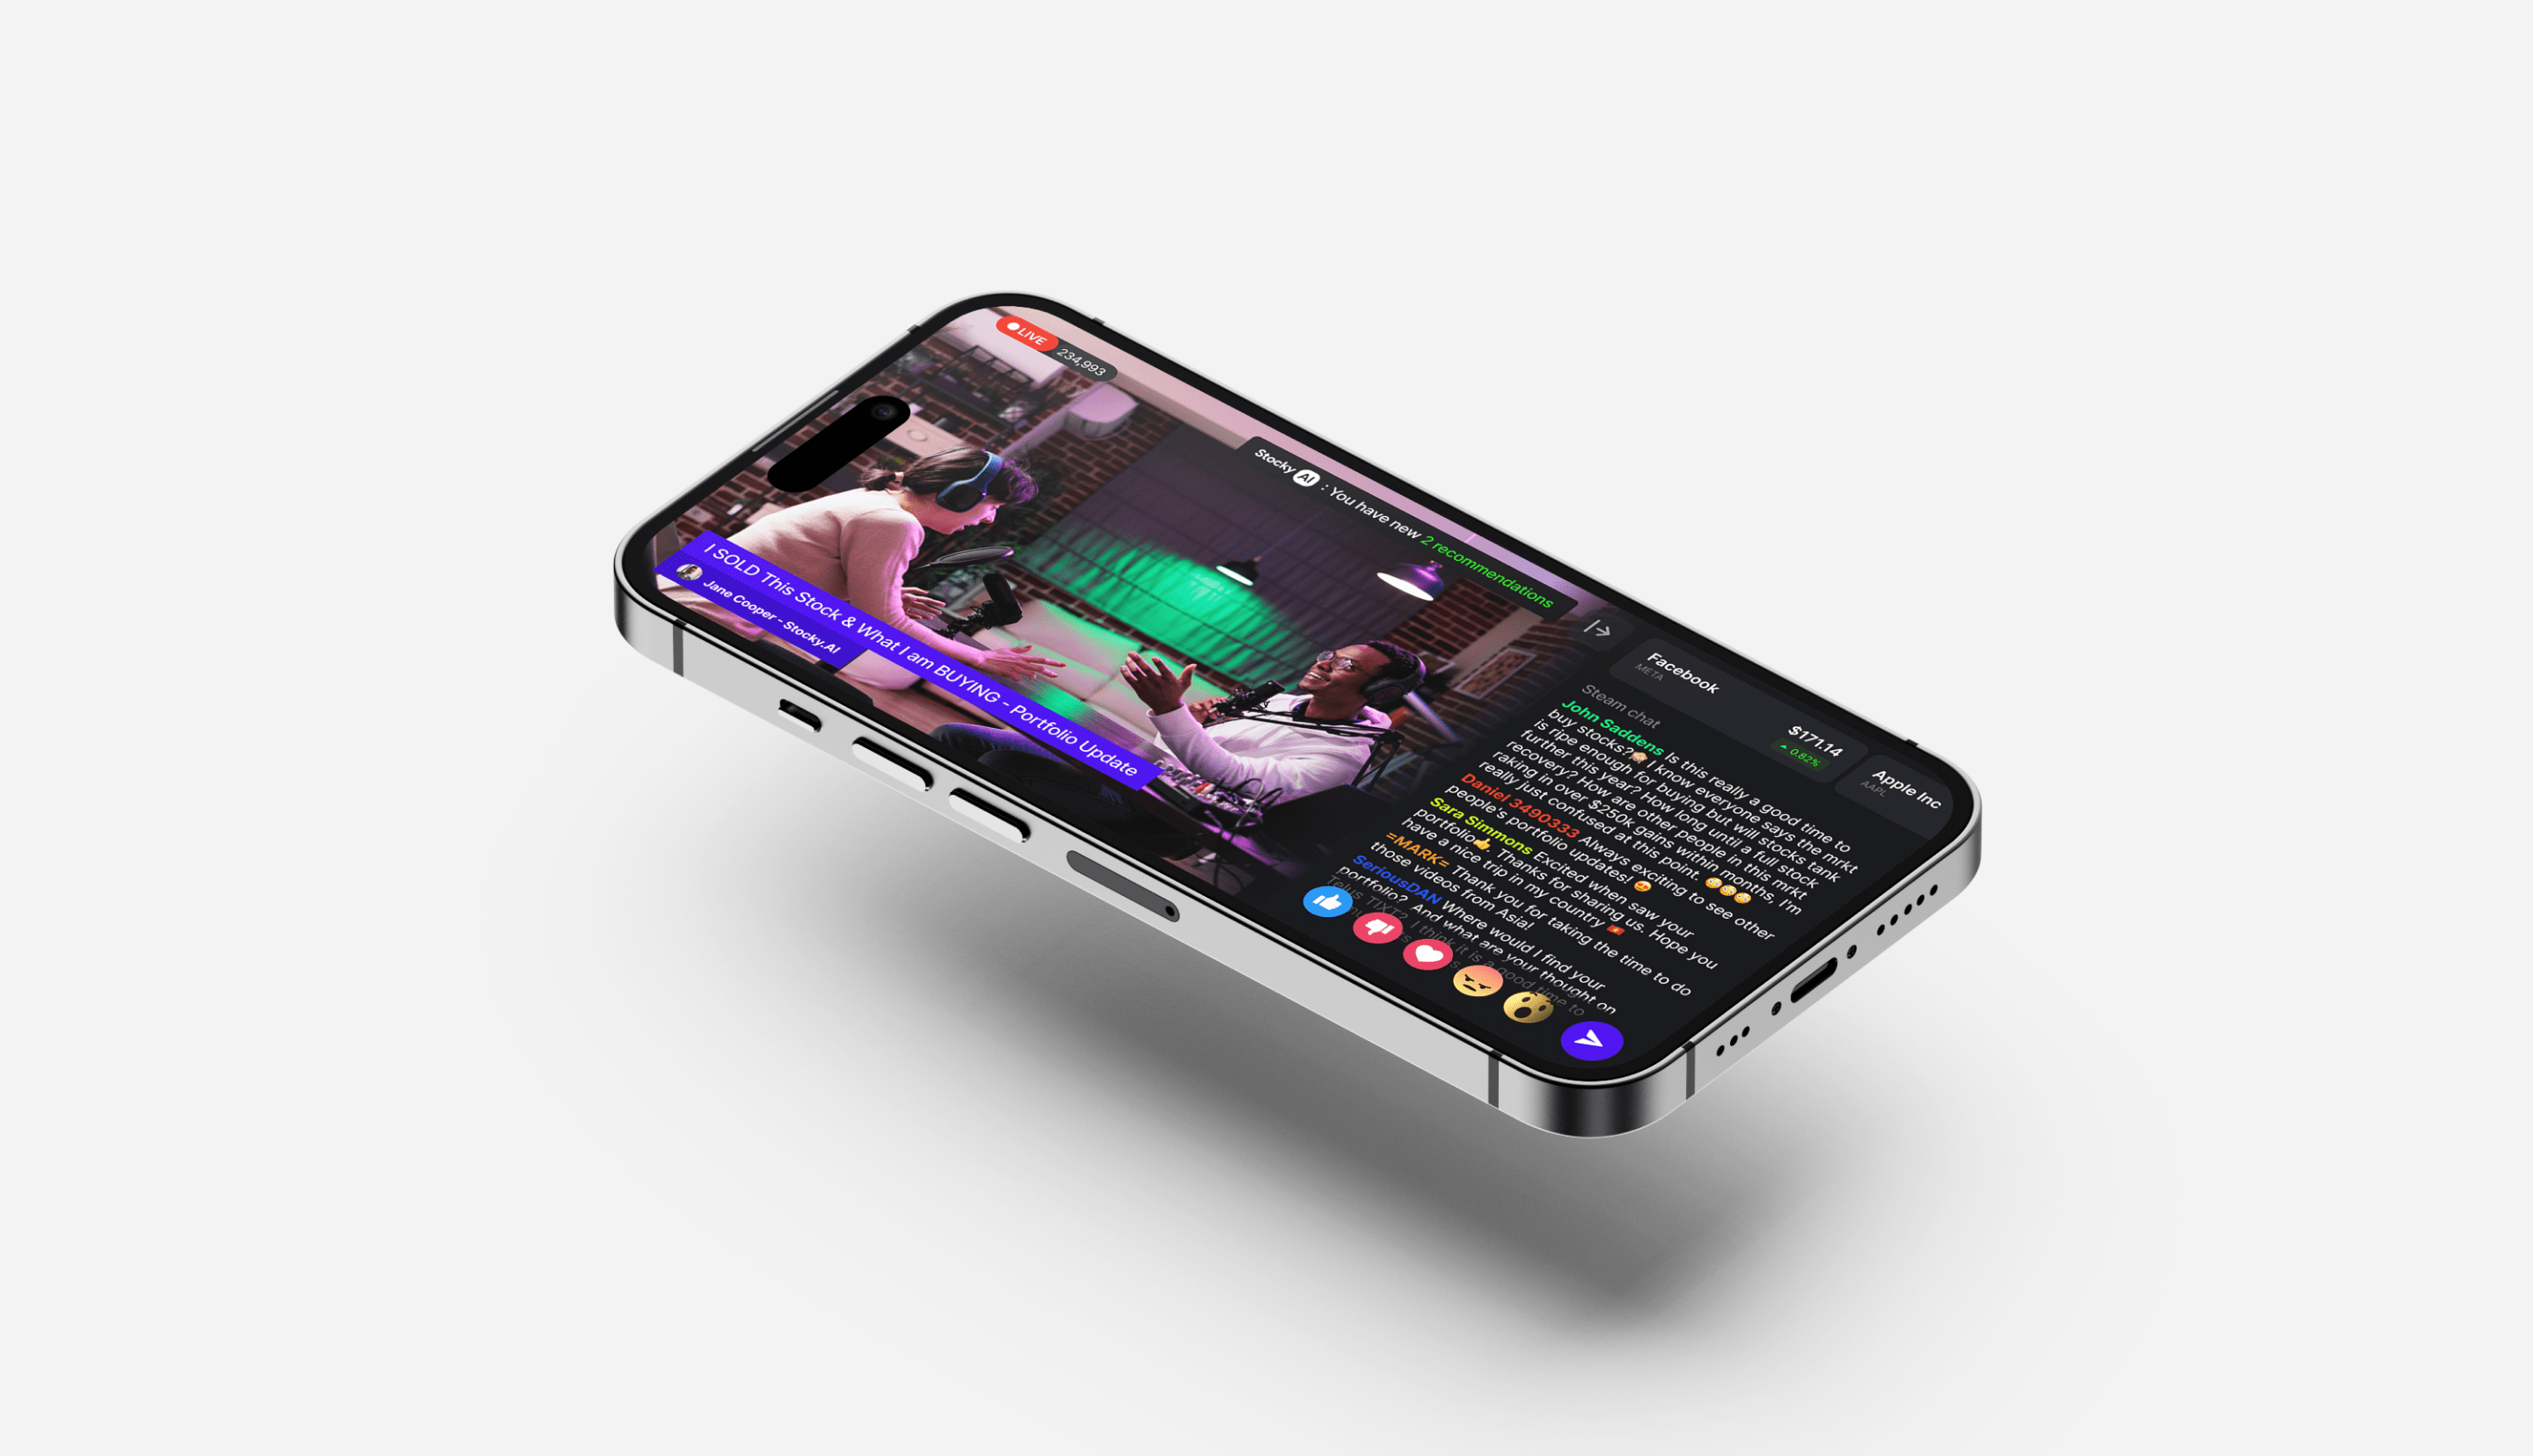 LIVE 234,993
Stocky AI : You have new 2 recommendations
I SOLD This Stock & What I am BUYING - Portfolio Update
Jane Cooper - Stocky.AI
Facebook
META
$171.14
0.82%
Apple Inc
AAPL
Steam chat
John Saddens Is this really a good time to
buy stocks?🙈 I know everyone says the mrkt
is ripe enough for buying but will stocks tank
further this year? How long until a full stock
recovery? How are other people in this mrkt
raking in over $250k gains within months, I'm
really just confused at this point. 😳😳😳
Daniel 3490333 Always exciting to see other
people's portfolio updates! 😍
Sara Simmons Excited when saw your
portfolio👍. Thanks for sharing us. Hope you
have a nice trip in my country 🇻🇳
=MARK= Thank you for taking the time to do
those videos from Asia!
SeriousDAN Where would I find your
portfolio? And what are your thought on
Telus TIXT? I think it is a good time to